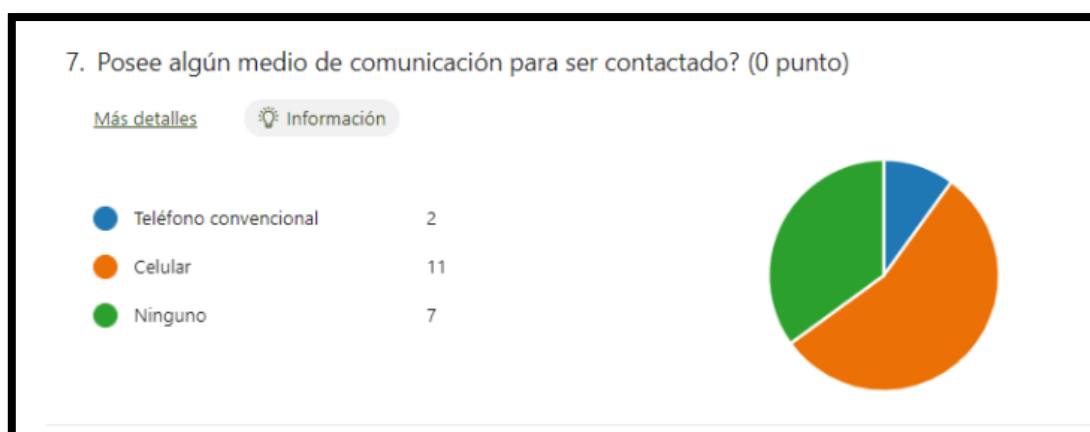 7. Posee algún medio de comunicación para ser contactado? (0 punto)
Más detalles Información
Teléfono convencional 2
Celular 11
Ninguno 7